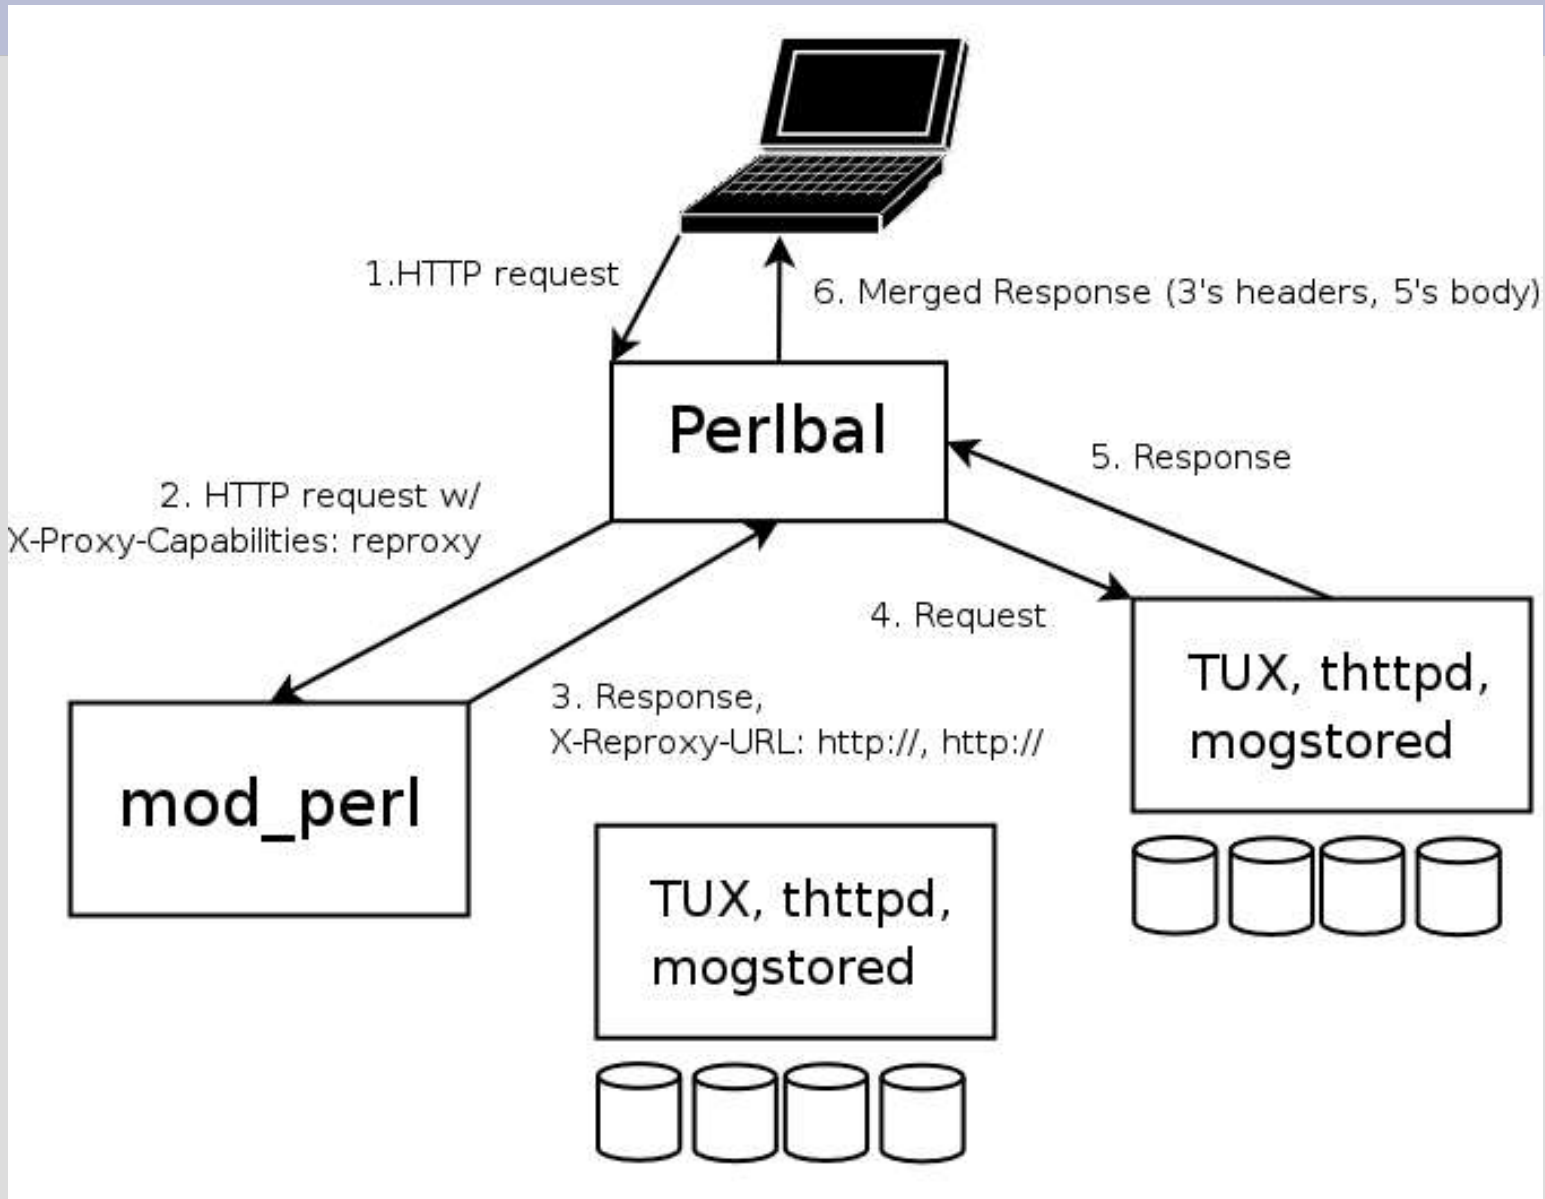 1.HTTP request
6. Merged Response (3's headers, 5's body)
Perlbal
5. Response
2. HTTP request w/
X-Proxy-Capabilities: reproxy
4. Request
3. Response,
X-Reproxy-URL: http://, http://
TUX, thttpd,
mogstored
mod_perl
TUX, thttpd,
mogstored